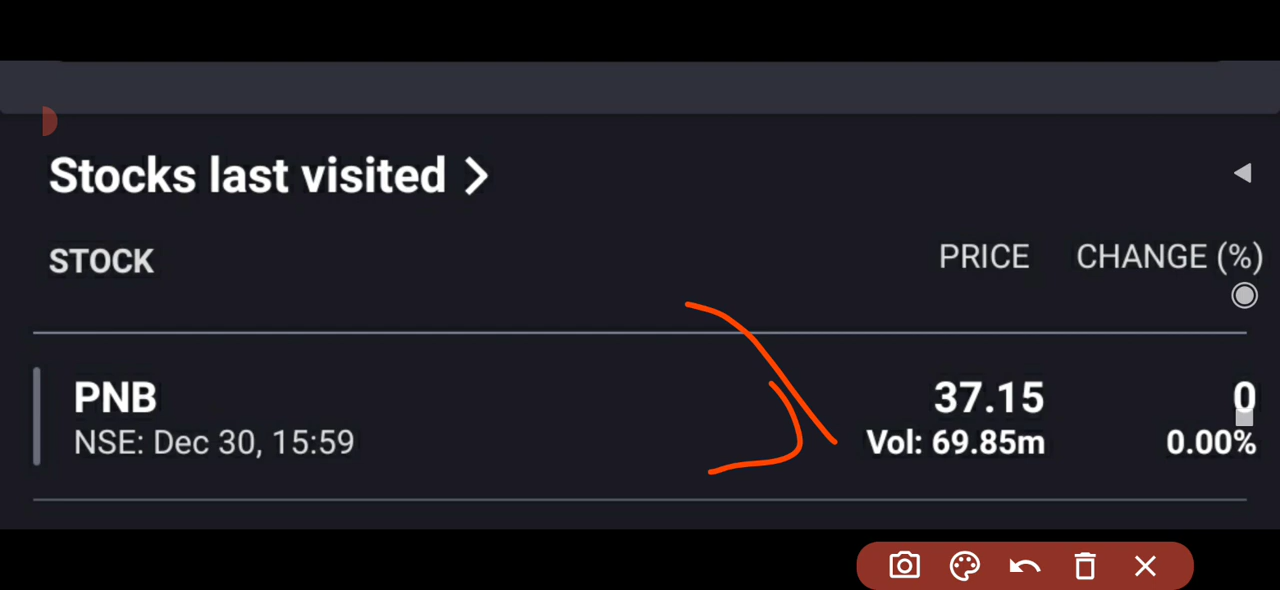 Stocks last visited
STOCK PRICE CHANGE (%)
PNB 37.15 0
NSE: Dec 30, 15:59 Vol: 69.85m 0.00%